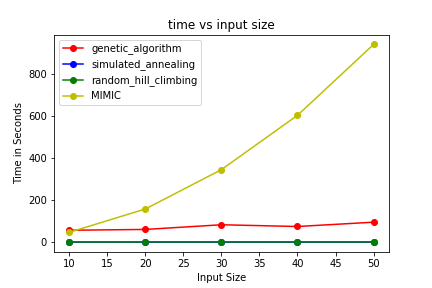 time vs input size
genetic_algorithm
simulated_annealing
random_hill_climbing
MIMIC
Time in Seconds
800
600
400
200
0
10 15 20 25 30 35 40 45 50
Input Size